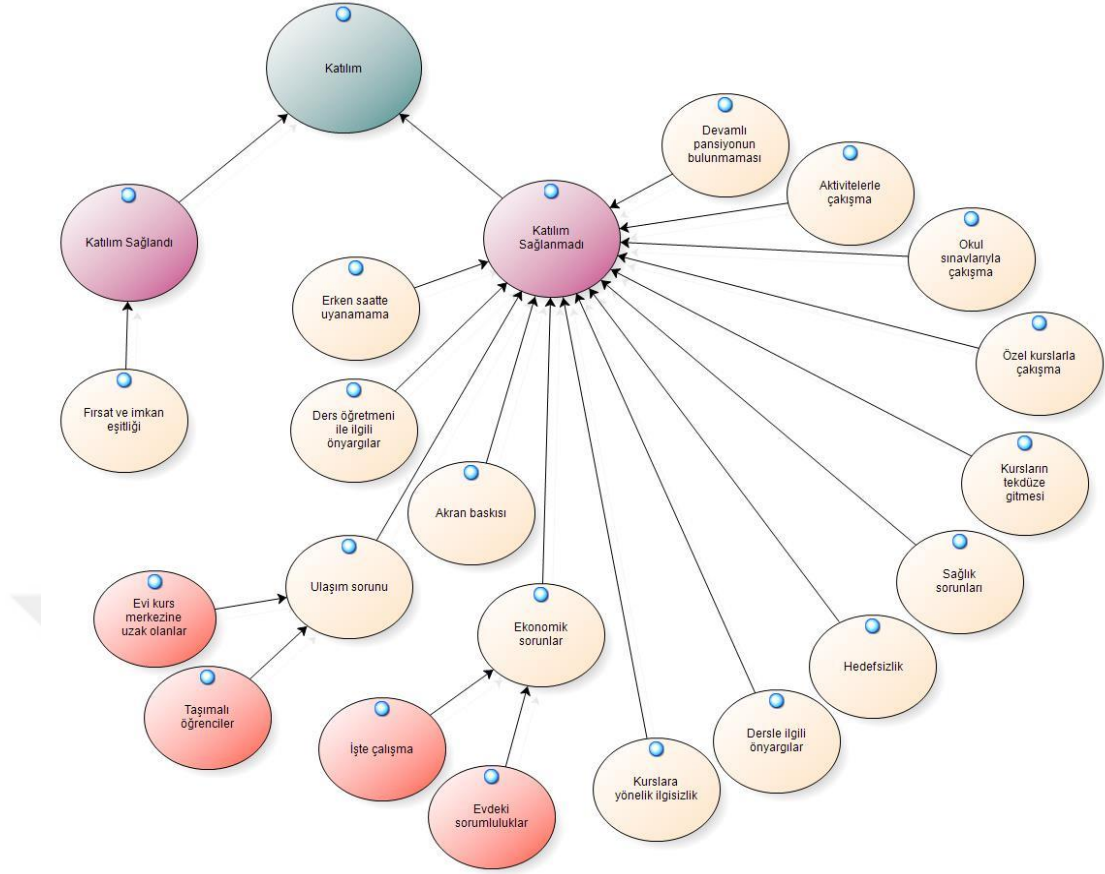 Katılım
Devamlı
pansiyonun
bulunmaması
Aktivitelerle
çakışma
Katılım Sağlandı
Katılım
Sağlanmadı
Okul
sınavlarıyla
çakışma
Erken saatte
uyanamama
Özel kurslarla
çakışma
Fırsat ve imkan
eşitliği
Ders öğretmeni
ile ilgili
önyargılar
Kursların
tekdüze
gitmesi
Akran baskısı
Sağlık
sorunları
Ulaşım sorunu
Evi kurs
merkezine
uzak olanlar
Ekonomik
sorunlar
Hedefsizlik
Taşımalı
öğrenciler
Dersle ilgili
önyargılar
İşte çalışma
Kurslara
yönelik ilgisizlik
Evdeki
sorumluluklar